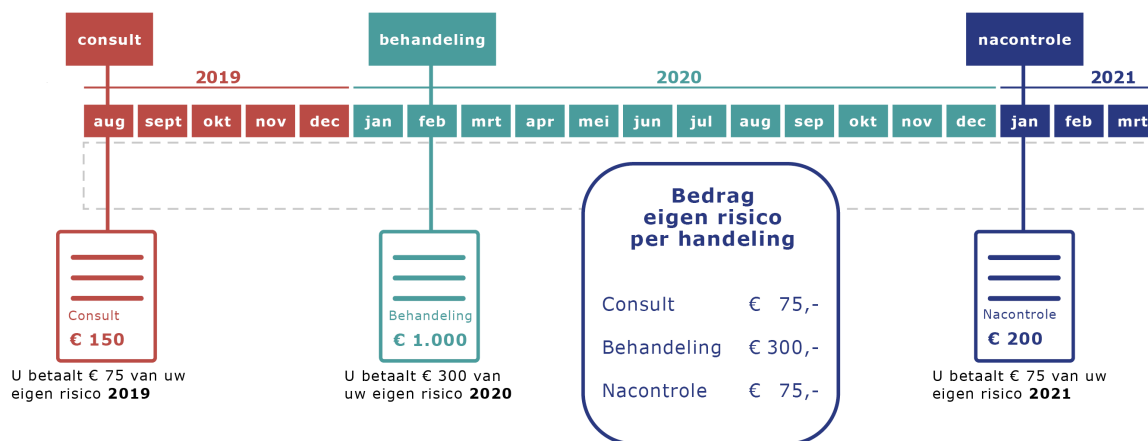 consult
behandeling
nacontrole
2019
2020
2021
aug sept okt nov dec jan feb mrt apr mei jun jul aug sep okt nov dec jan feb mrt
Consult
€ 150
U betaalt € 75 van uw
eigen risico 2019
Behandeling
€ 1.000
U betaalt € 300 van
uw eigen risico 2020
Bedrag
eigen risico
per handeling
Consult € 75,-
Behandeling € 300,-
Nacontrole € 75,-
Nacontrole
€ 200
U betaalt € 75 van uw
eigen risico 2021